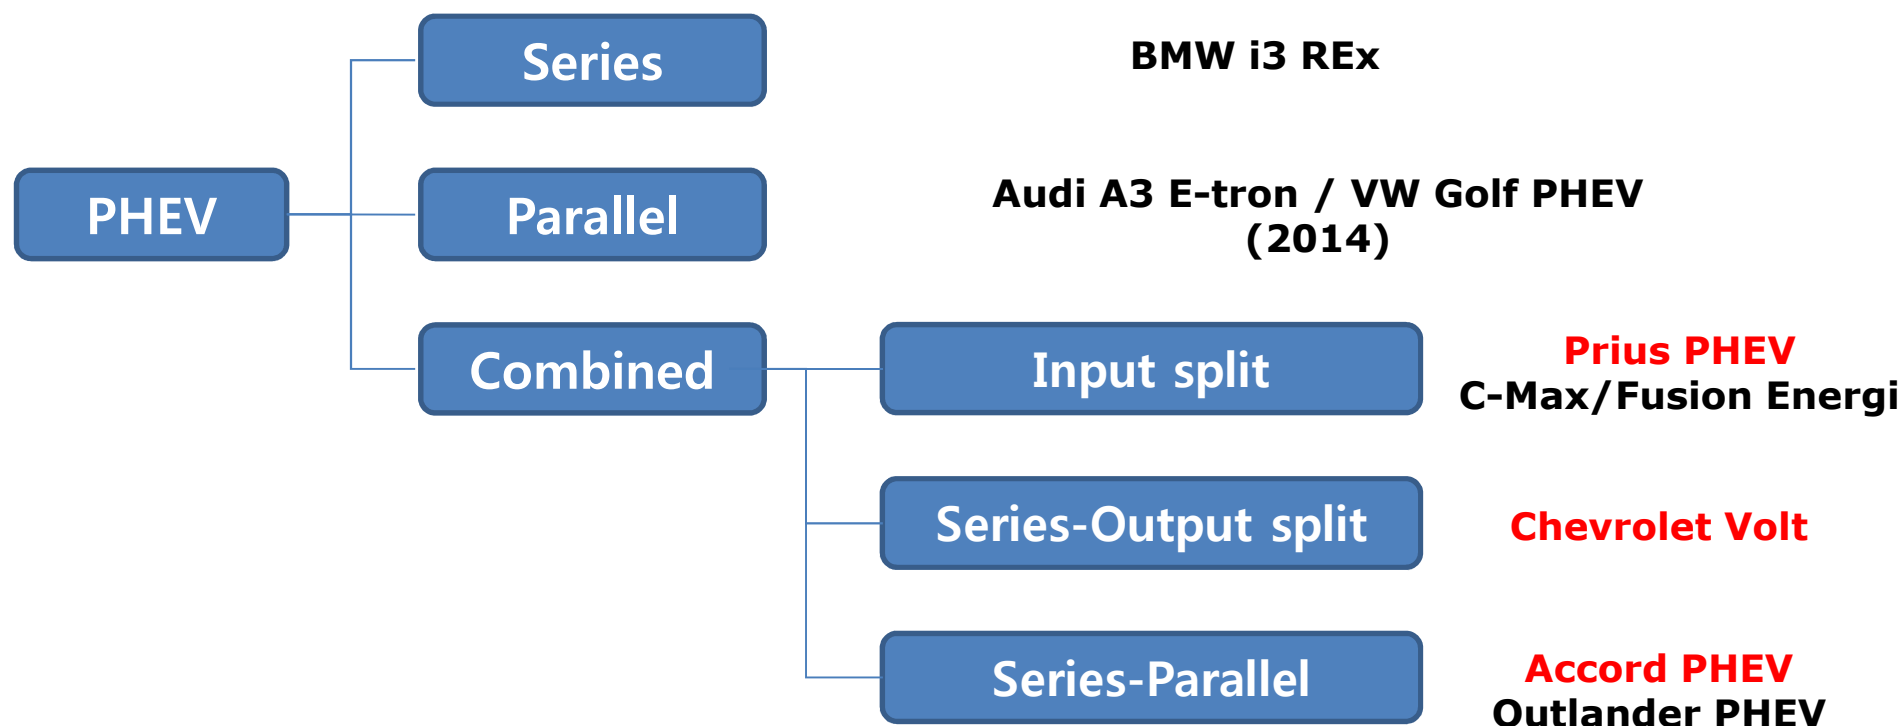 Series
BMW i3 REx
PHEV
Parallel
Audi A3 E-tron / VW Golf PHEV
(2014)
Combined
Input split
Prius PHEV
C-Max/Fusion Energi
Series-Output split
Chevrolet Volt
Series-Parallel
Accord PHEV
Outlander PHEV